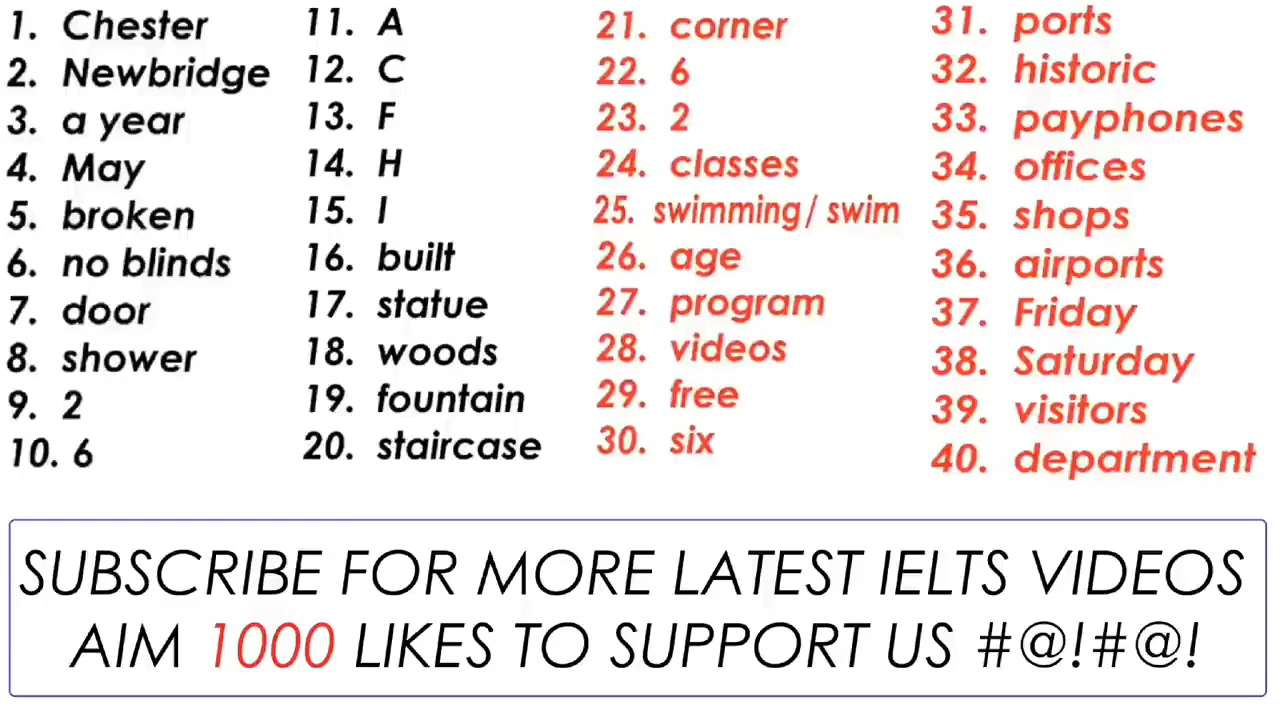 1. Chester
2. Newbridge
3. a year
4. May
5. broken
6. no blinds
7. door
8. shower
9. 2
10. 6
11. A
12. C
13. F
14. H
15. I
16. built
17. statue
18. woods
19. fountain
20. staircase
21. corner
22. 6
23. 2
24. classes
25. swimming/ swim
26. age
27. program
28. videos
29. free
30. six
31. ports
32. historic
33. payphones
34. offices
35. shops
36. airports
37. Friday
38. Saturday
39. visitors
40. department
SUBSCRIBE FOR MORE LATEST IELTS VIDEOS
AIM 1000 LIKES TO SUPPORT US #@!#@!